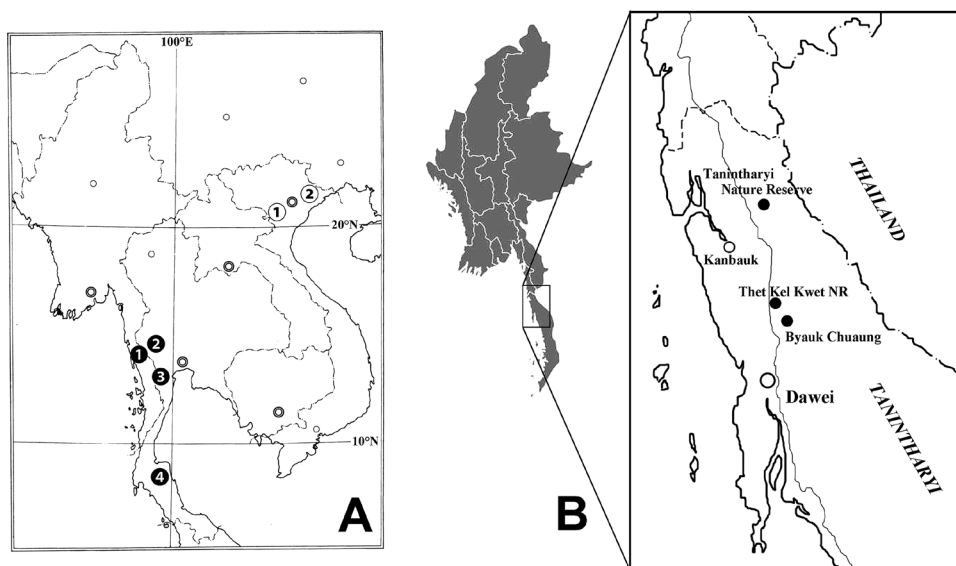 100°E
1
2
20°N
1
2
3
10°N
4
A
B
Tanintharyi
Nature Reserve
THAILAND
Kanbauk
Thet Kel Kwet NR
Byauk Chuaung
Dawei
TANINTHARYI